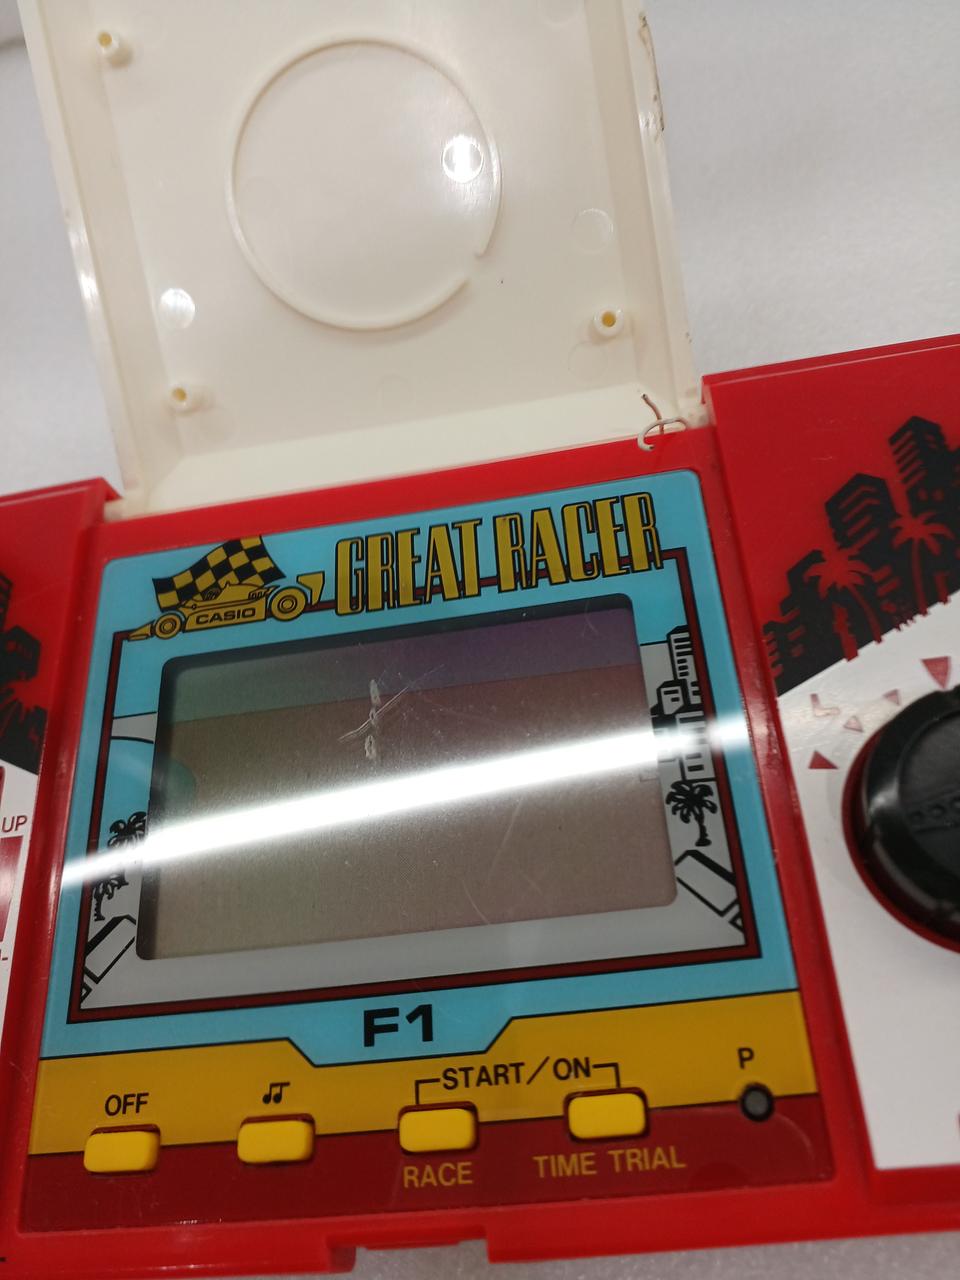 GREAT RACER
CASIO
UP
F1
START/ON
P
OFF
RACE
TIME TRIAL